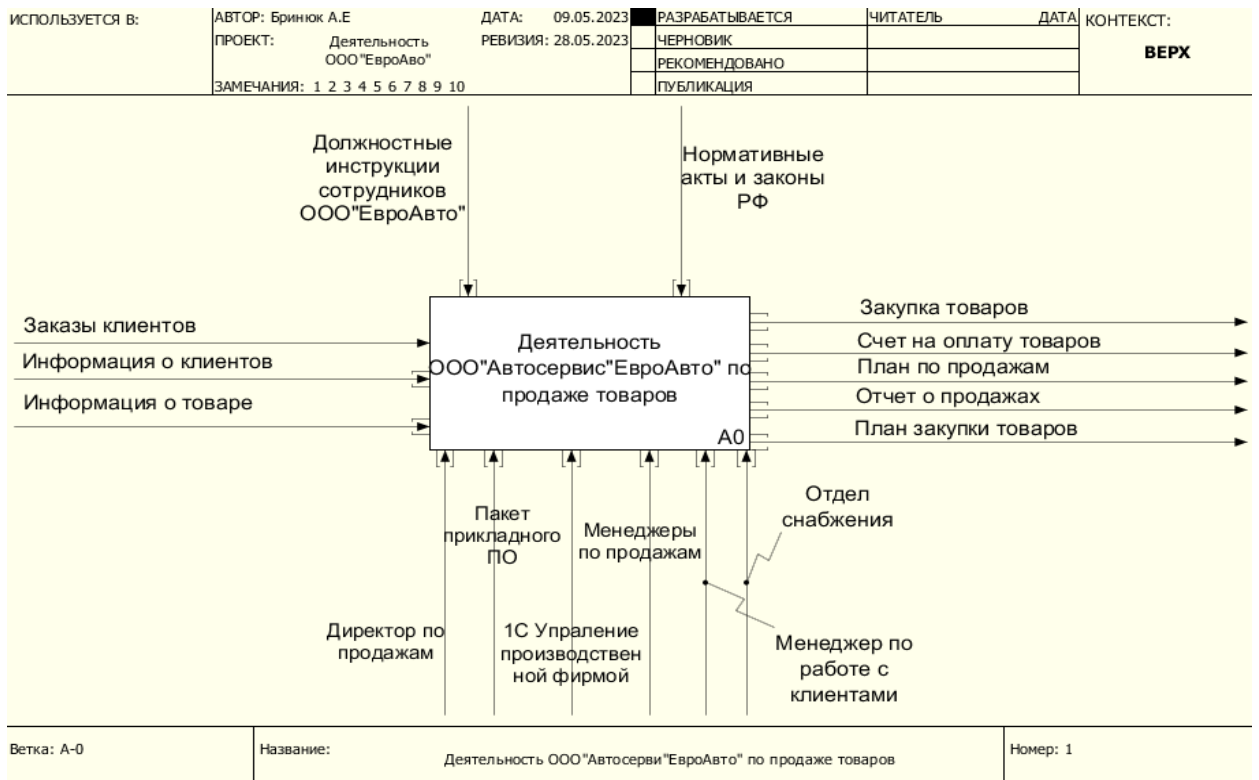 ИСПОЛЬЗУЕТСЯ В:
АВТОР: Бринюк А.Е
ДАТА: 09.05.2023
РАЗРАБАТЫВАЕТСЯ
ЧИТАТЕЛЬ
ДАТА
КОНТЕКСТ:
ПРОЕКТ: Деятельность
ООО"ЕвроАво"
РЕВИЗИЯ: 28.05.2023
ЧЕРНОВИК
ВЕРХ
РЕКОМЕНДОВАНО
ЗАМЕЧАНИЯ: 1 2 3 4 5 6 7 8 9 10
ПУБЛИКАЦИЯ
Должностные
инструкции
сотрудников
ООО"ЕвроАвто"
Нормативные
акты и законы
РФ
Заказы клиентов
Информация о клиентов
Информация о товаре
Деятельность
ООО"Автосервис"ЕвроАвто" по
продаже товаров
A0
Закупка товаров
Счет на оплату товаров
План по продажам
Отчет о продажах
План закупки товаров
Пакет
прикладного
ПО
Менеджеры
по продажам
Отдел
снабжения
Директор по
продажам
1С Упраление
производствен
ной фирмой
Менеджер по
работе с
клиентами
Ветка: A-0
Название:
Деятельность ООО"Автосерви"ЕвроАвто" по продаже товаров
Номер: 1